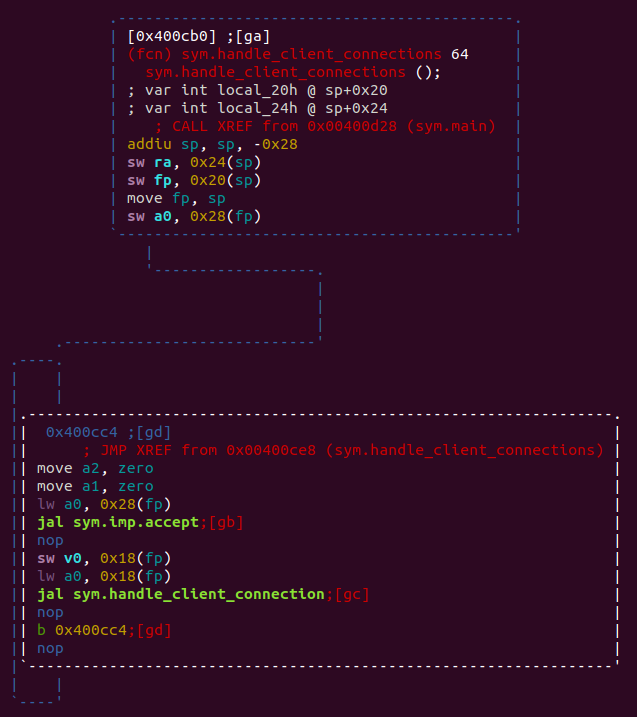 [0x400cb0] ;[ga]
(fcn) sym.handle_client_connections 64
sym.handle_client_connections ();
; var int local_20h @ sp+0x20
; var int local_24h @ sp+0x24
; CALL XREF from 0x00400d28 (sym.main)
addiu sp, sp, -0x28
sw ra, 0x24(sp)
sw fp, 0x20(sp)
move fp, sp
sw a0, 0x28(fp)
0x400cc4 ;[gd]
; JMP XREF from 0x00400ce8 (sym.handle_client_connections)
move a2, zero
move a1, zero
lw a0, 0x28(fp)
jal sym.imp.accept;[gb]
nop
sw v0, 0x18(fp)
lw a0, 0x18(fp)
jal sym.handle_client_connection;[gc]
nop
b 0x400cc4;[gd]
nop